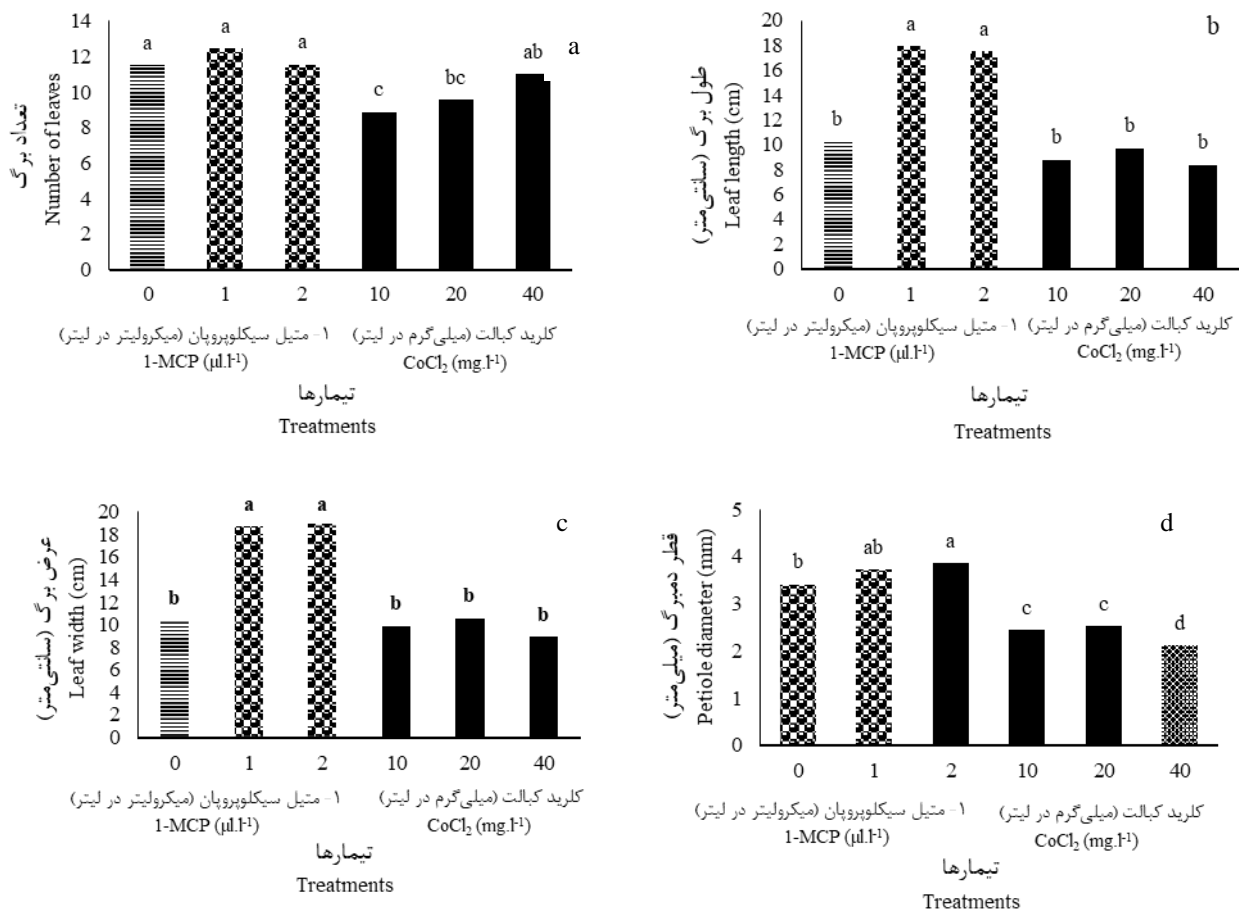 a
تعداد برگ
Number of leaves
14
12
10
8
6
4
2
0
a a a c bc ab
0 1 2 10 20 40
۱- متیل سیکلوپروپان (میکرولیتر در لیتر) کلرید کبالت (میلی‌گرم در لیتر)
1-MCP (µl.l⁻¹) CoCl₂ (mg.l⁻¹)
تیمارها
Treatments
b
طول برگ (سانتی‌متر)
Leaf length (cm)
20
18
16
14
12
10
8
6
4
2
0
b a a b b b
0 1 2 10 20 40
۱- متیل سیکلوپروپان (میکرولیتر در لیتر) کلرید کبالت (میلی‌گرم در لیتر)
1-MCP (µl.l⁻¹) CoCl₂ (mg.l⁻¹)
تیمارها
Treatments
c
عرض برگ (سانتی‌متر)
Leaf width (cm)
20
18
16
14
12
10
8
6
4
2
0
b a a b b b
0 1 2 10 20 40
۱- متیل سیکلوپروپان (میکرولیتر در لیتر) کلرید کبالت (میلی‌گرم در لیتر)
1-MCP (µl.l⁻¹) CoCl₂ (mg.l⁻¹)
تیمارها
Treatments
d
قطر دمبرگ (میلی‌متر)
Petiole diameter (mm)
5
4
3
2
1
0
b ab a c c d
0 1 2 10 20 40
۱- متیل سیکلوپروپان (میکرولیتر در لیتر) کلرید کبالت (میلی‌گرم در لیتر)
1-MCP (µl.l⁻¹) CoCl₂ (mg.l⁻¹)
تیمارها
Treatments